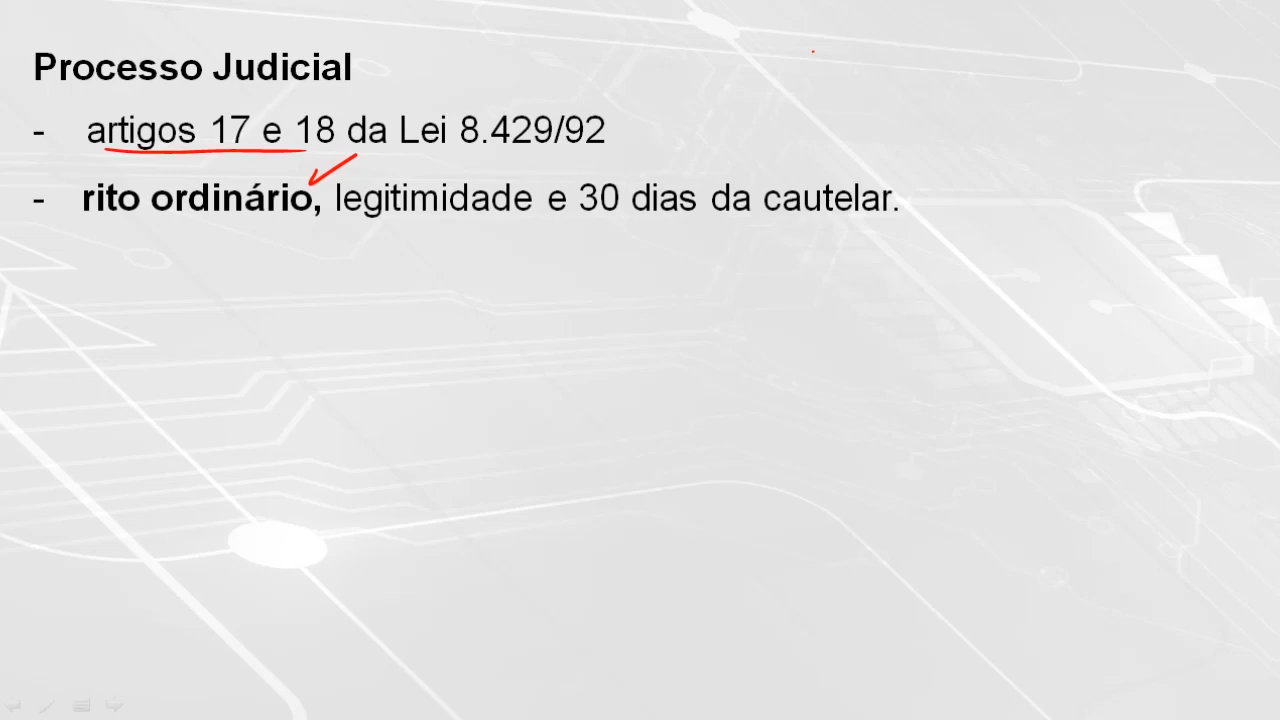 Processo Judicial
- artigos 17 e 18 da Lei 8.429/92
- rito ordinário, legitimidade e 30 dias da cautelar.